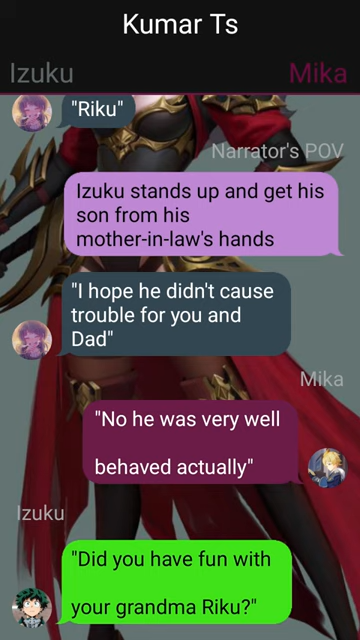 Kumar Ts
Izuku Mika
"Riku"
Narrator's POV
Izuku stands up and get his
son from his
mother-in-law's hands
"I hope he didn't cause
trouble for you and
Dad"
Mika
"No he was very well
behaved actually"
Izuku
"Did you have fun with
your grandma Riku?"